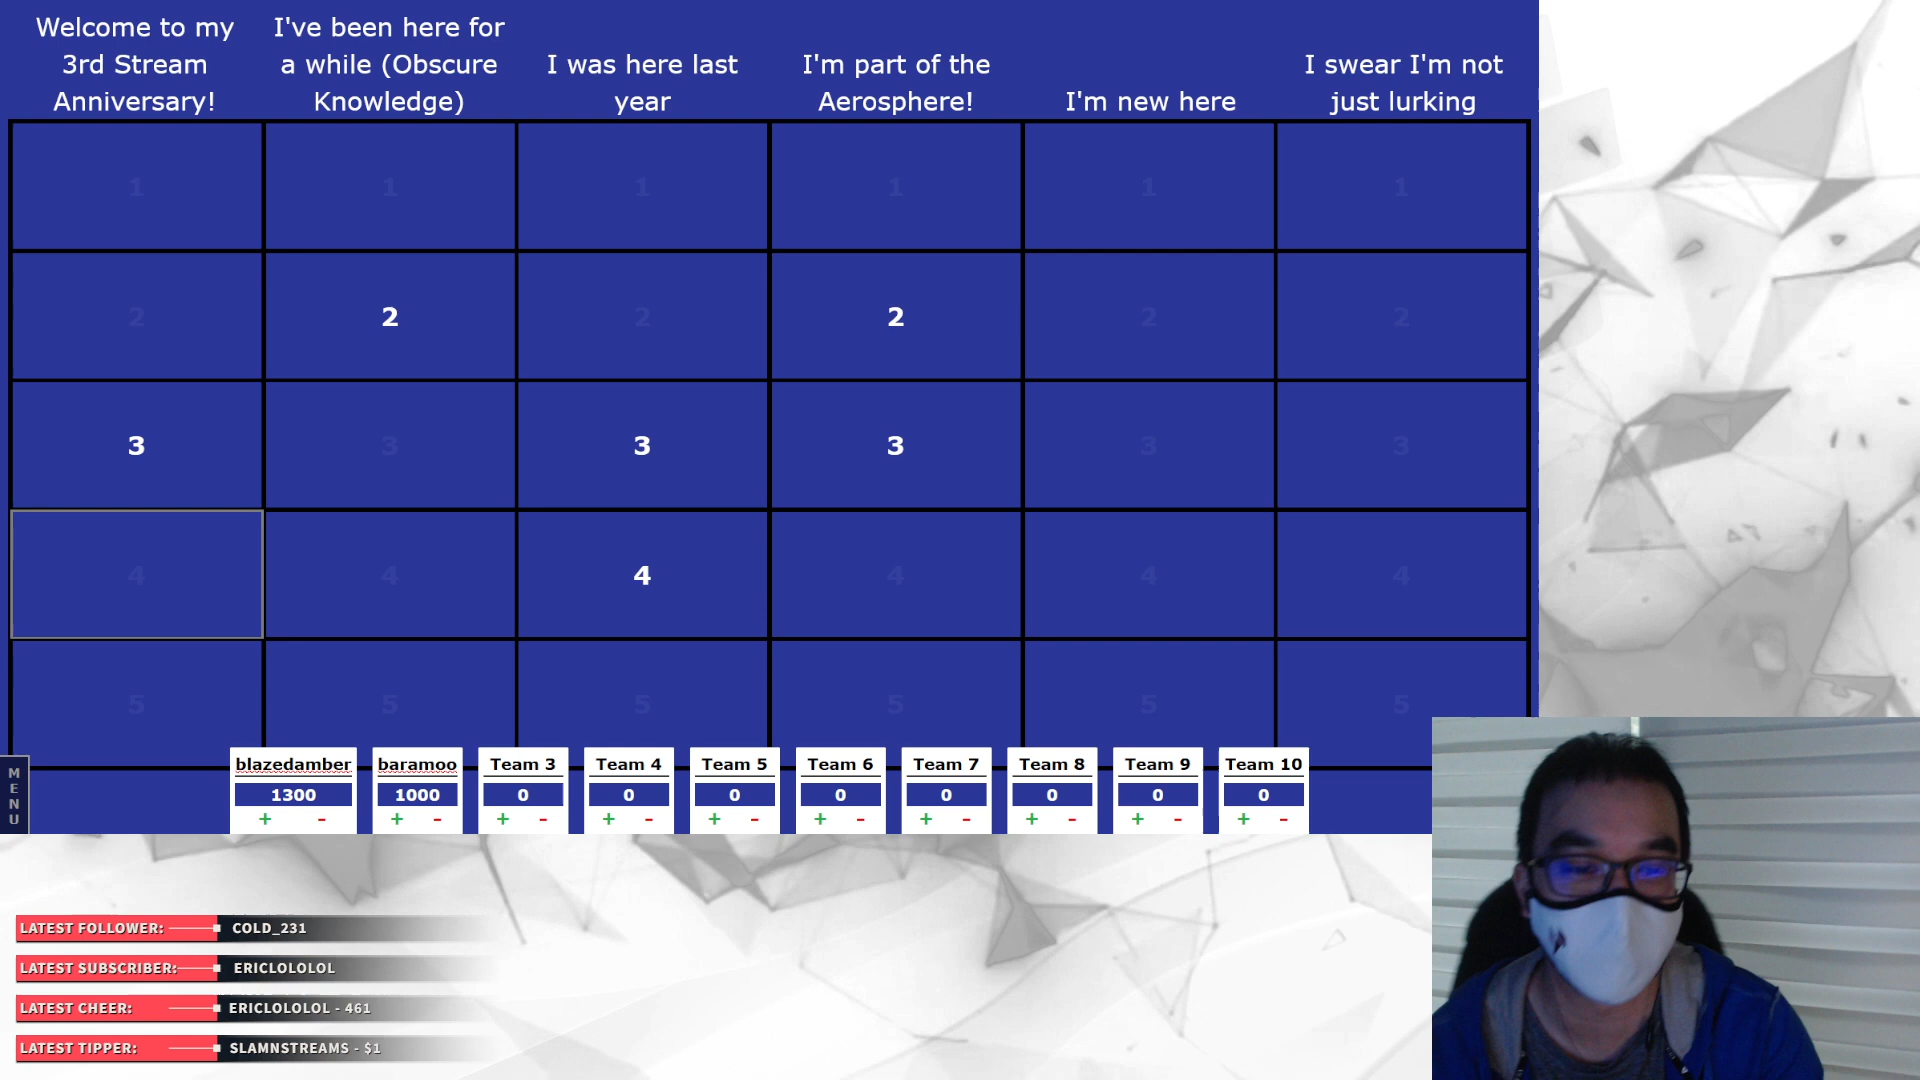 Welcome to my
3rd Stream
Anniversary!
I've been here for
a while (Obscure
Knowledge)
I was here last
year
I'm part of the
Aerosphere!
I'm new here
I swear I'm not
just lurking
1 1 1 1 1 1
2 2 2 2 2 2
3 3 3 3 3 3
4 4 4 4 4 4
5 5 5 5 5 5
MENU
blazedamber baramoo Team 3 Team 4 Team 5 Team 6 Team 7 Team 8 Team 9 Team 10
1300 1000 0 0 0 0 0 0 0 0
+ - + - + - + - + - + - + - + - + - + -
LATEST FOLLOWER: COLD_231
LATEST SUBSCRIBER: ERICLOLOLOL
LATEST CHEER: ERICLOLOLOL - 461
LATEST TIPPER: SLAMNSTREAMS - $1